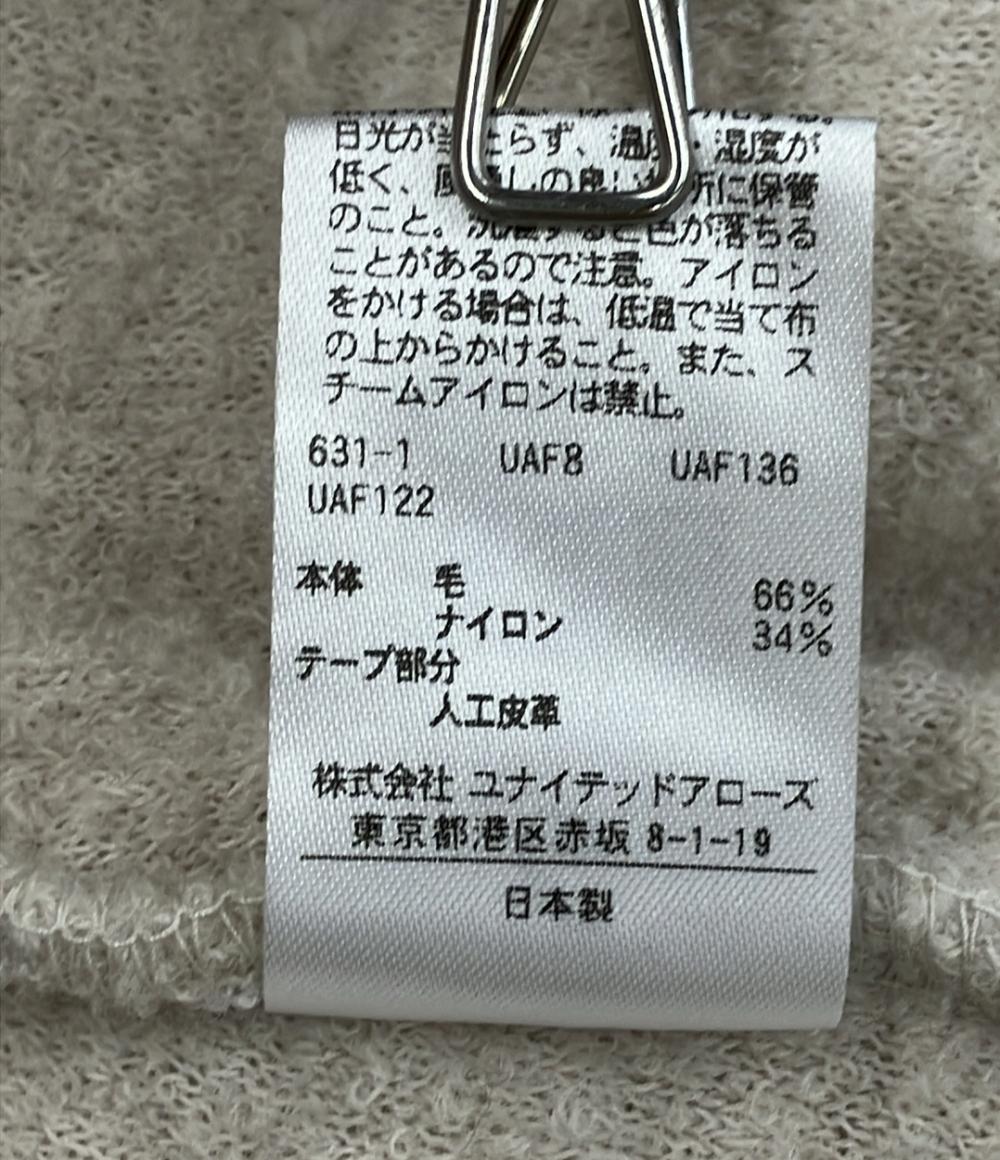 日光が当たらず、温度・湿度が
低く、風通しの良い場所に保管
のこと。洗濯すると色が落ちる
ことがあるので注意。アイロン
をかける場合は、低温で当て布
の上からかけること。また、ス
チームアイロンは禁止。
631-1 UAF8 UAF136
UAF122
本体 毛 66%
ナイロン 34%
テープ部分
人工皮革
株式会社 ユナイテッドアローズ
東京都港区赤坂 8-1-19
日本製